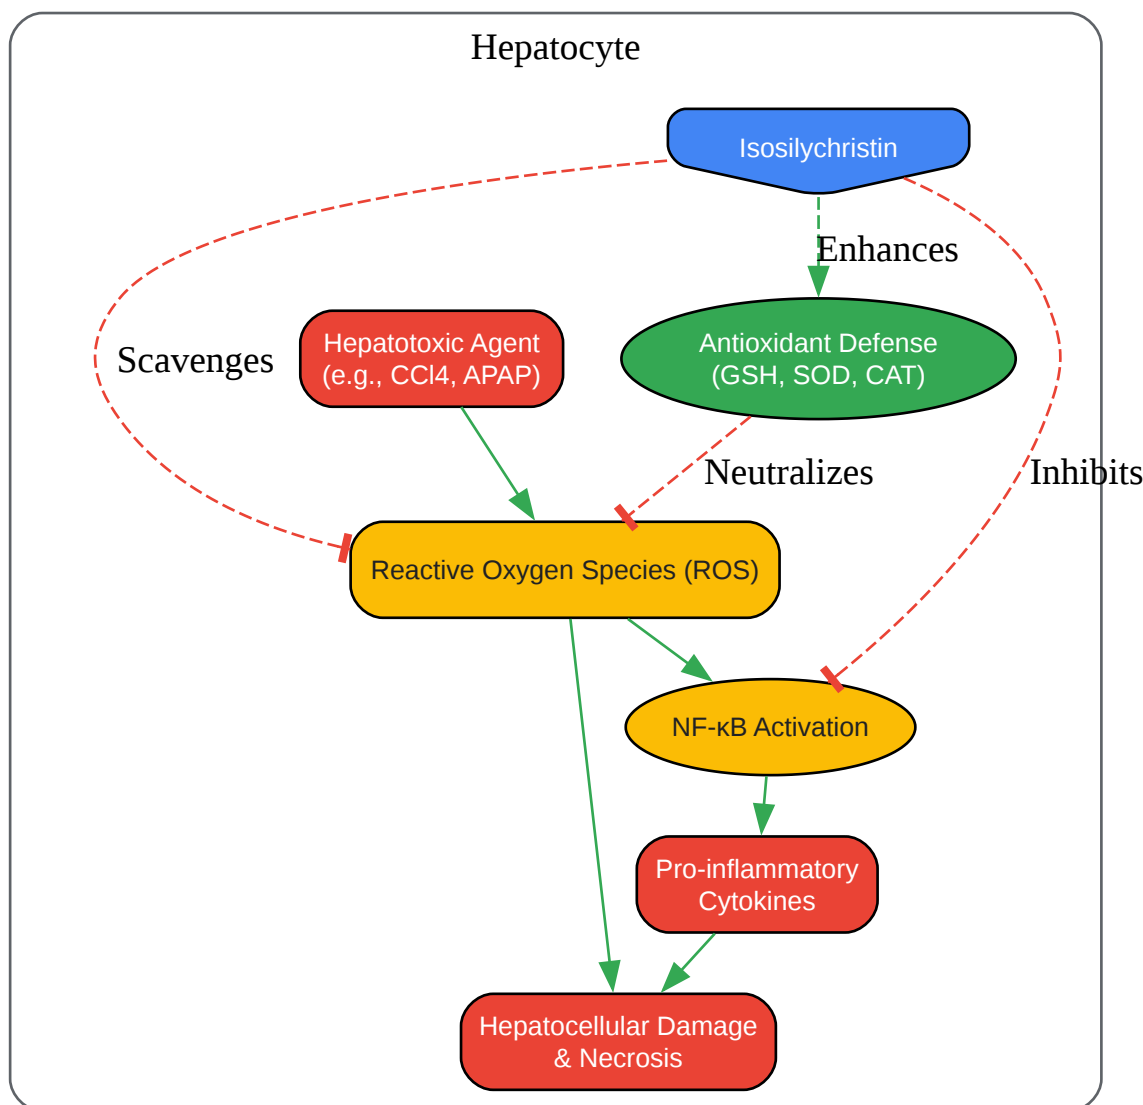 Hepatocyte
Isosilychristin
Enhances
Scavenges
Hepatotoxic Agent
(e.g., CCl4, APAP)
Antioxidant Defense
(GSH, SOD, CAT)
Neutralizes
Inhibits
Reactive Oxygen Species (ROS)
NF-κB Activation
Pro-inflammatory
Cytokines
Hepatocellular Damage
& Necrosis